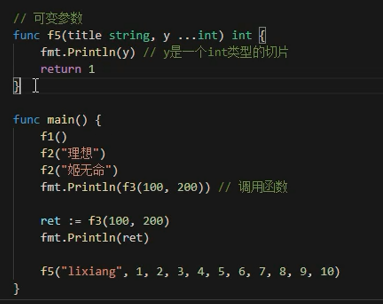 // 可变参数
func f5(title string, y ...int) int {
    fmt.Println(y) // y是一个int类型的切片
    return 1
}

func main() {
    f1()
    f2("理想")
    f2("姬无命")
    fmt.Println(f3(100, 200)) // 调用函数

    ret := f3(100, 200)
    fmt.Println(ret)

    f5("lixiang", 1, 2, 3, 4, 5, 6, 7, 8, 9, 10)
}